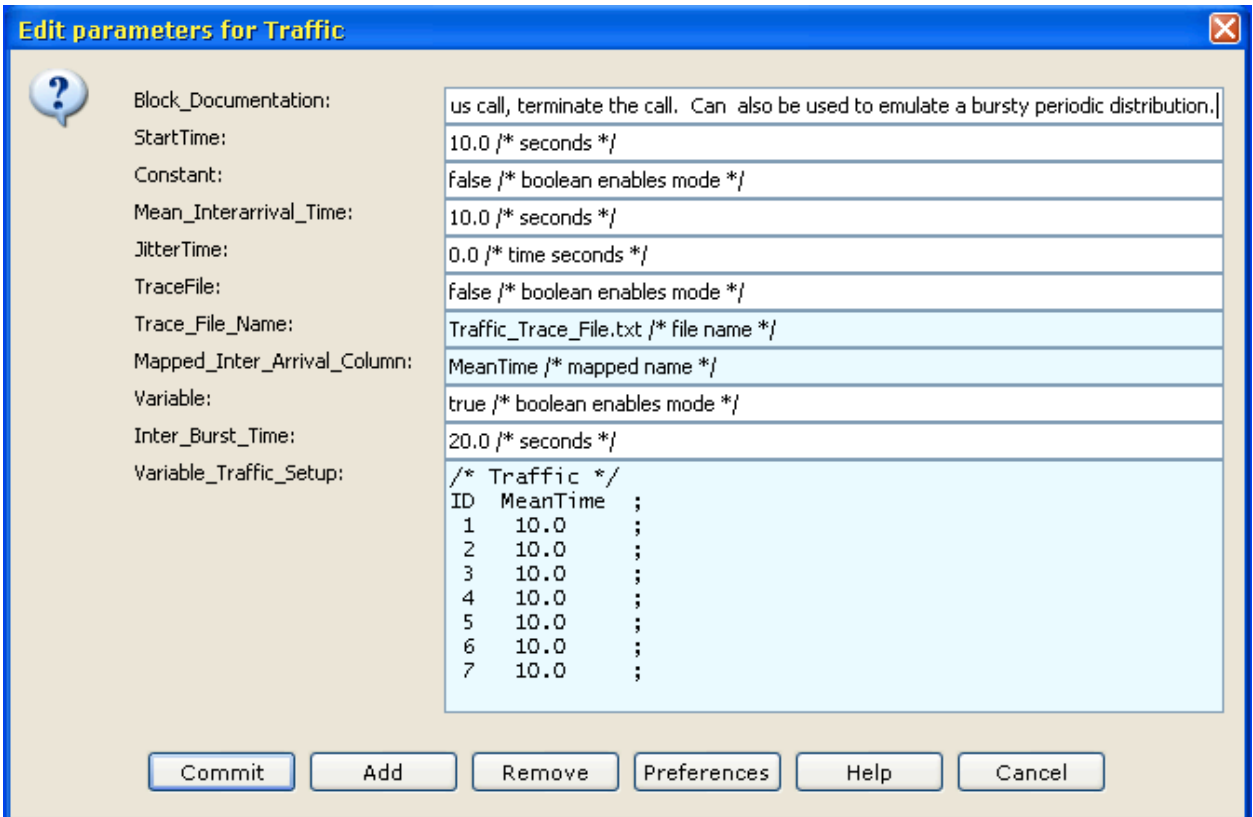 Edit parameters for Traffic
?
Block_Documentation: us call, terminate the call.  Can  also be used to emulate a bursty periodic distribution.
StartTime: 10.0 /* seconds */
Constant: false /* boolean enables mode */
Mean_Interarrival_Time: 10.0 /* seconds */
JitterTime: 0.0 /* time seconds */
TraceFile: false /* boolean enables mode */
Trace_File_Name: Traffic_Trace_File.txt /* file name */
Mapped_Inter_Arrival_Column: MeanTime /* mapped name */
Variable: true /* boolean enables mode */
Inter_Burst_Time: 20.0 /* seconds */
Variable_Traffic_Setup: /* Traffic */
ID  MeanTime  ;
1   10.0      ;
2   10.0      ;
3   10.0      ;
4   10.0      ;
5   10.0      ;
6   10.0      ;
7   10.0      ;
Commit Add Remove Preferences Help Cancel